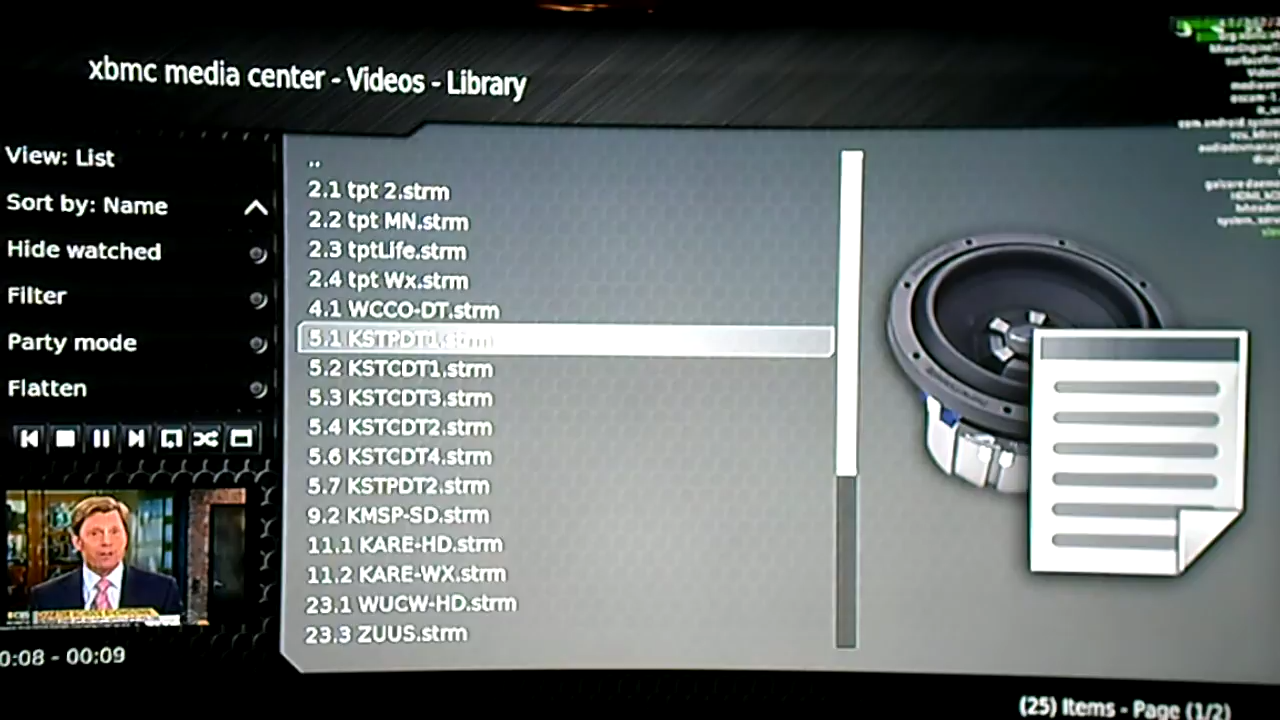 xbmc media center - Videos - Library
View: List
Sort by: Name
Hide watched
Filter
Party mode
Flatten
..
2.1 tpt 2.strm
2.2 tpt MN.strm
2.3 tptLife.strm
2.4 tpt Wx.strm
4.1 WCCO-DT.strm
5.1 KSTPDT1.strm
5.2 KSTCDT1.strm
5.3 KSTCDT3.strm
5.4 KSTCDT2.strm
5.6 KSTCDT4.strm
5.7 KSTPDT2.strm
9.2 KMSP-SD.strm
11.1 KARE-HD.strm
11.2 KARE-WX.strm
23.1 WUCW-HD.strm
23.3 ZUUS.strm
0:08 - 00:09
(25) Items - Page (1/2)